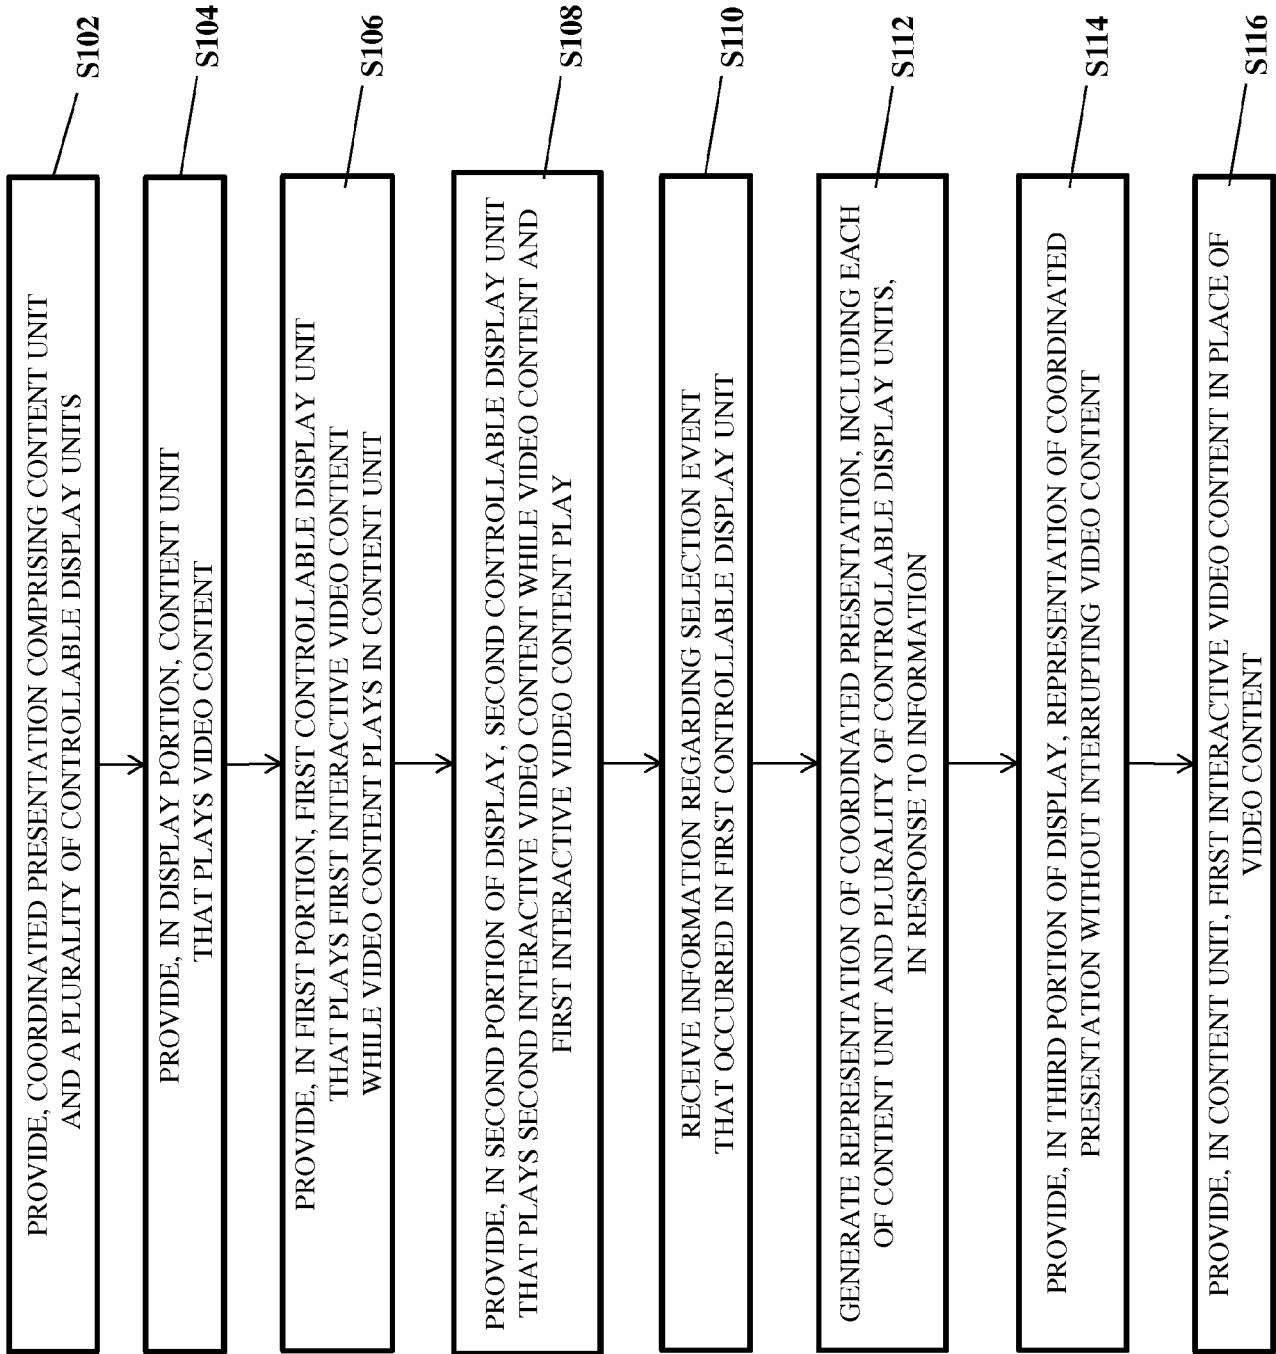 PROVIDE, COORDINATED PRESENTATION COMPRISING CONTENT UNIT
AND A PLURALITY OF CONTROLLABLE DISPLAY UNITS
S102
PROVIDE, IN DISPLAY PORTION, CONTENT UNIT
THAT PLAYS VIDEO CONTENT
S104
PROVIDE, IN FIRST PORTION, FIRST CONTROLLABLE DISPLAY UNIT
THAT PLAYS FIRST INTERACTIVE VIDEO CONTENT
WHILE VIDEO CONTENT PLAYS IN CONTENT UNIT
S106
PROVIDE, IN SECOND PORTION OF DISPLAY, SECOND CONTROLLABLE DISPLAY UNIT
THAT PLAYS SECOND INTERACTIVE VIDEO CONTENT WHILE VIDEO CONTENT AND
FIRST INTERACTIVE VIDEO CONTENT PLAY
S108
RECEIVE INFORMATION REGARDING SELECTION EVENT
THAT OCCURRED IN FIRST CONTROLLABLE DISPLAY UNIT
S110
GENERATE REPRESENTATION OF COORDINATED PRESENTATION, INCLUDING EACH
OF CONTENT UNIT AND PLURALITY OF CONTROLLABLE DISPLAY UNITS,
IN RESPONSE TO INFORMATION
S112
PROVIDE, IN THIRD PORTION OF DISPLAY, REPRESENTATION OF COORDINATED
PRESENTATION WITHOUT INTERRUPTING VIDEO CONTENT
S114
PROVIDE, IN CONTENT UNIT, FIRST INTERACTIVE VIDEO CONTENT IN PLACE OF
VIDEO CONTENT
S116